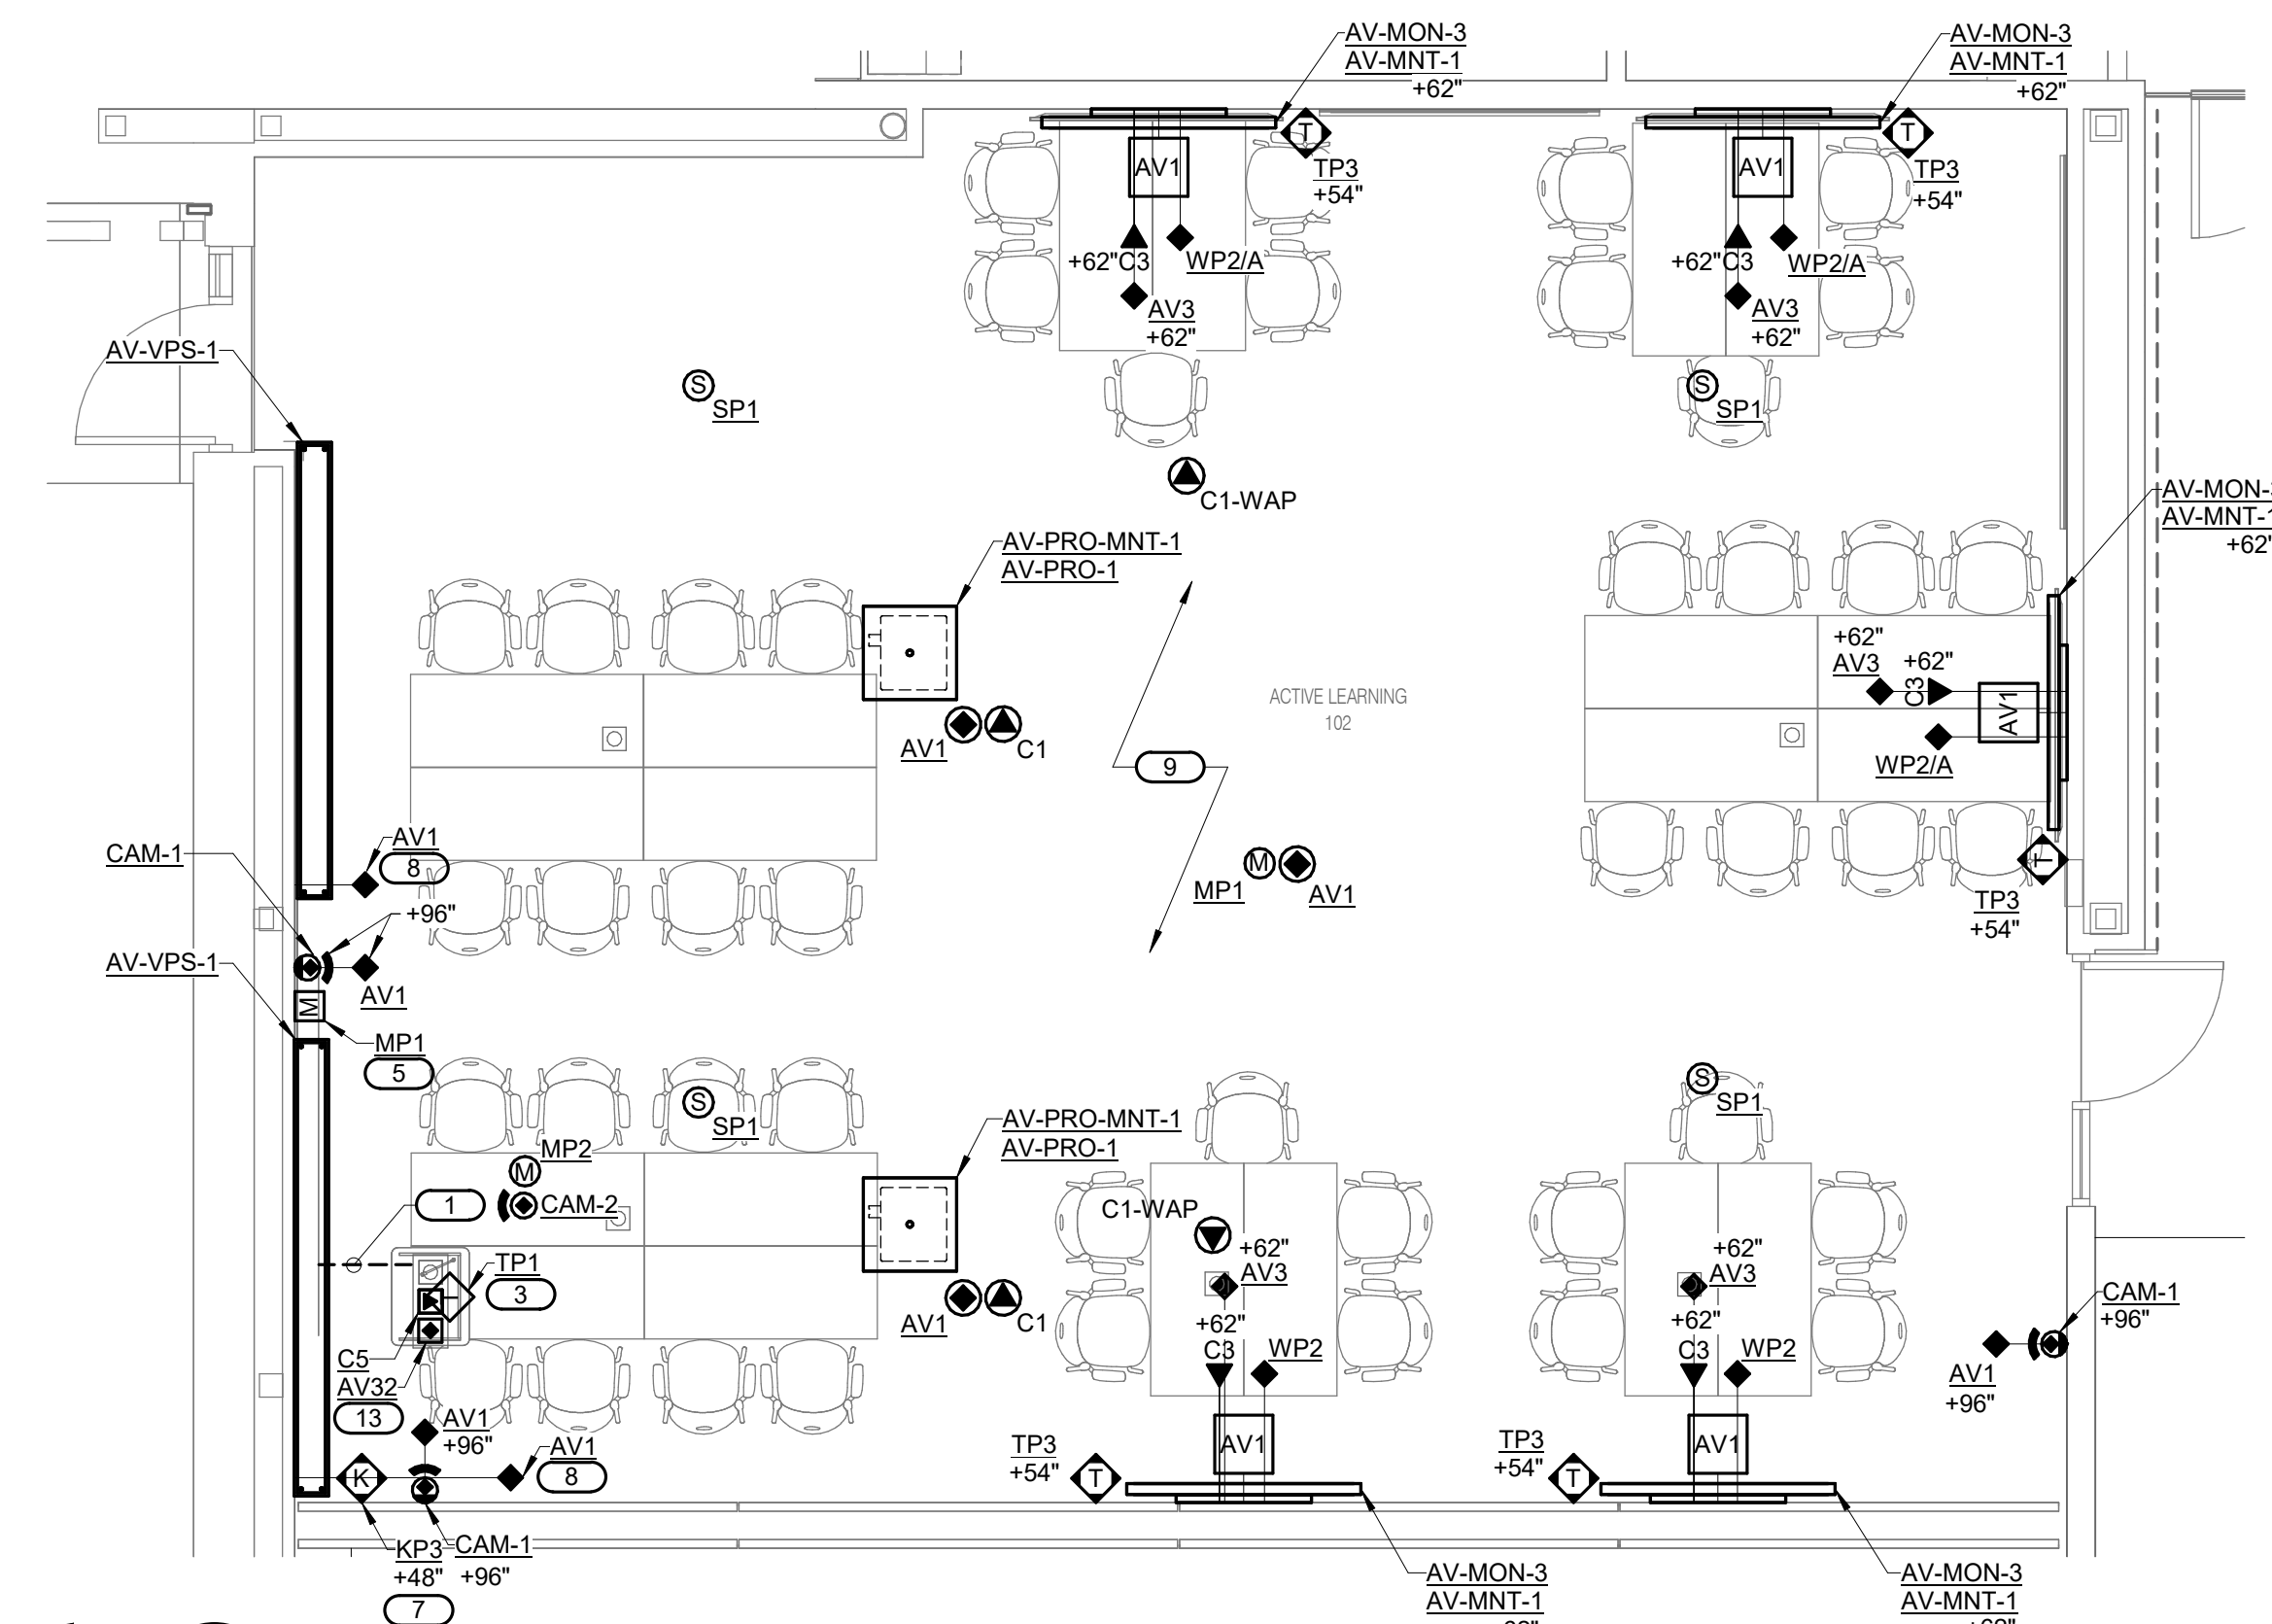 AV-MON-3
AV-MNT-1
+62"
AV-MON-3
AV-MNT-1
+62"
T
TP3
+54"
T
TP3
+54"
AV1
AV1
+62"C3
WP2/A
AV3
+62"
+62"C3
WP2/A
AV3
+62"
AV-VPS-1
S
SP1
S
SP1
C1-WAP
AV-MON-3
AV-MNT-1
+62"
AV-PRO-MNT-1
AV-PRO-1
ACTIVE LEARNING
102
+62"
AV3
+62"
C3
AV1
WP2/A
AV1
C1
9
AV1
8
CAM-1
+96"
M
MP1
AV1
T
TP3
+54"
AV-VPS-1
AV1
M
MP1
5
S
SP1
S
SP1
AV-PRO-MNT-1
AV-PRO-1
MP2
M
1
CAM-2
C1-WAP
+62"
AV3
+62"
C3
WP2
+62"
AV3
+62"
C3
WP2
TP1
3
AV1
C1
CAM-1
+96"
AV1
+96"
C5
AV32
13
AV1
+96"
AV1
8
K
KP3
+48"
7
CAM-1
+96"
TP3
+54"
T
AV1
TP3
+54"
T
AV1
AV-MON-3
AV-MNT-1
AV-MON-3
AV-MNT-1